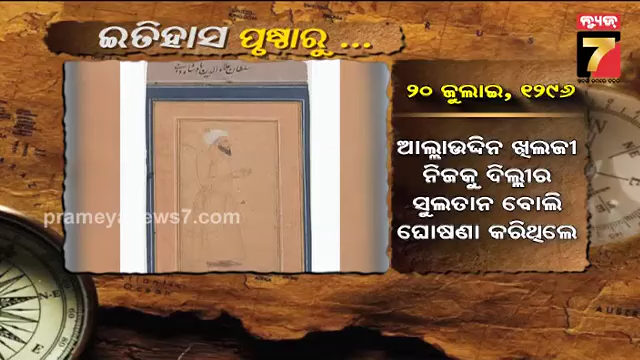 ଇତିହାସ ପୃଷ୍ଠାରୁ ...
ନ୍ୟୁଜ୍
7
୨୦ ଜୁଲାଇ, ୧୨୯୬
ଆଲ୍ଲାଉଦ୍ଦିନ ଖିଲଜୀ
ନିଜକୁ ଦିଲ୍ଲୀର
ସୁଲତାନ ବୋଲି
ଘୋଷଣା କରିଥିଲେ
prameyanews7.com